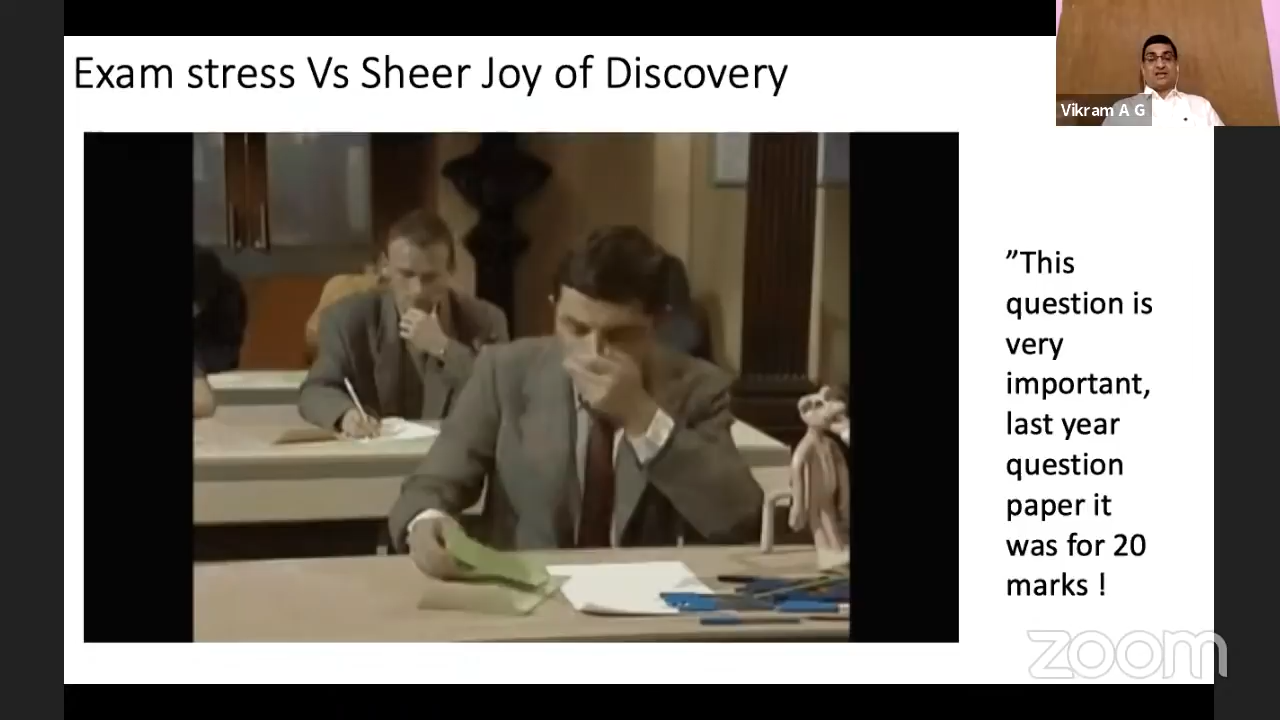 Exam stress Vs Sheer Joy of Discovery
Vikram A G
”This
question is
very
important,
last year
question
paper it
was for 20
marks !
zoom